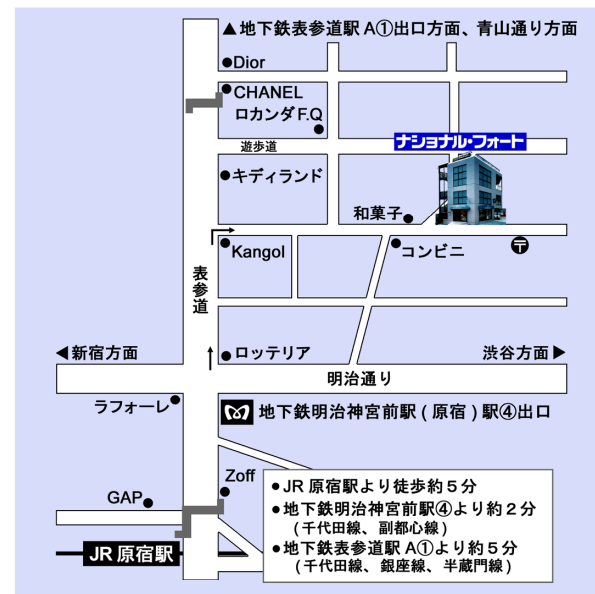 ▲地下鉄表参道駅A①出口方面、青山通り方面
●Dior
●CHANEL
ロカンダF.Q
ナショナル・フォート
遊歩道
●キディランド
和菓子●
●Kangol
●コンビニ
〒
表参道
◀新宿方面
●ロッテリア
渋谷方面▶
明治通り
ラフォーレ●
地下鉄明治神宮前駅(原宿)駅④出口
Zoff
GAP●
JR原宿駅
●JR原宿駅より徒歩約5分
●地下鉄明治神宮前駅④より約2分
(千代田線、副都心線)
●地下鉄表参道駅A①より約5分
(千代田線、銀座線、半蔵門線)